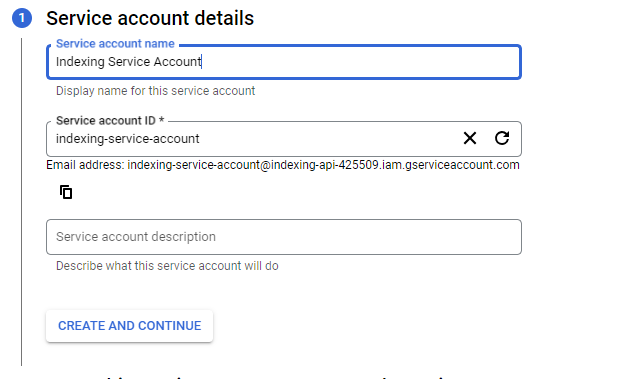 1 Service account details
Service account name
Indexing Service Account
Display name for this service account
Service account ID *
indexing-service-account
Email address: indexing-service-account@indexing-api-425509.iam.gserviceaccount.com
Service account description
Describe what this service account will do
CREATE AND CONTINUE